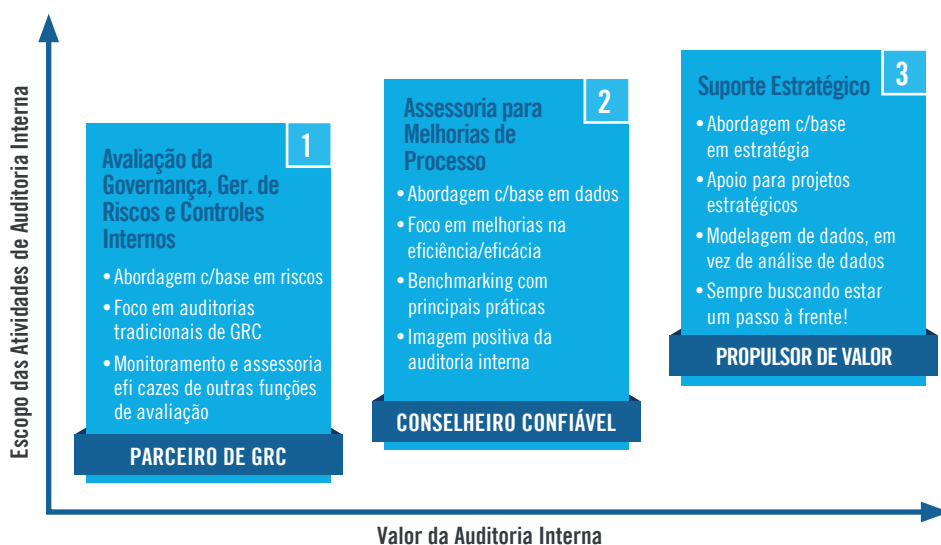 Escopo das Atividades de Auditoria Interna
1
Avaliação da
Governança, Ger. de
Riscos e Controles
Internos
• Abordagem c/base em riscos
• Foco em auditorias
tradicionais de GRC
• Monitoramento e assessoria
efi cazes de outras funções
de avaliação
PARCEIRO DE GRC
2
Assessoria para
Melhorias de
Processo
• Abordagem c/base em dados
• Foco em melhorias na
eficiência/eficácia
• Benchmarking com
principais práticas
• Imagem positiva da
auditoria interna
CONSELHEIRO CONFIÁVEL
3
Suporte Estratégico
• Abordagem c/base
em estratégia
• Apoio para projetos
estratégicos
• Modelagem de dados, em
vez de análise de dados
• Sempre buscando estar
um passo à frente!
PROPULSOR DE VALOR
Valor da Auditoria Interna